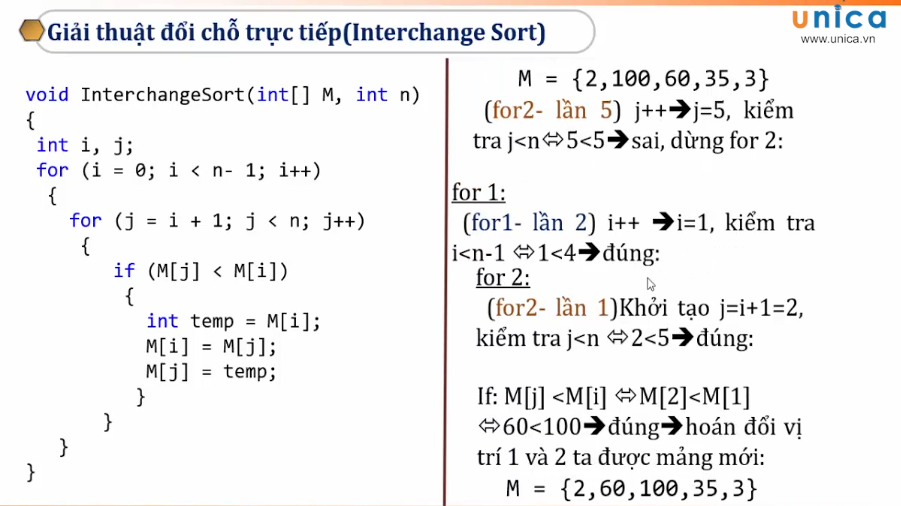 Giải thuật đổi chỗ trực tiếp(Interchange Sort)
unica
www.unica.vn
void InterchangeSort(int[] M, int n)
{
int i, j;
for (i = 0; i < n- 1; i++)
{
for (j = i + 1; j < n; j++)
{
if (M[j] < M[i])
{
int temp = M[i];
M[i] = M[j];
M[j] = temp;
}
}
}
}
M = {2,100,60,35,3}
(for2- lần 5) j++🡺j=5, kiểm
tra j<n⬄5<5🡺sai, dừng for 2:
for 1:
(for1- lần 2) i++ 🡺i=1, kiểm tra
i<n-1 ⬄1<4🡺đúng:
for 2:
(for2- lần 1)Khởi tạo j=i+1=2,
kiểm tra j<n ⬄2<5🡺đúng:
If: M[j] <M[i] ⬄M[2]<M[1]
⬄60<100🡺đúng🡺hoán đổi vị
trí 1 và 2 ta được mảng mới:
M = {2,60,100,35,3}